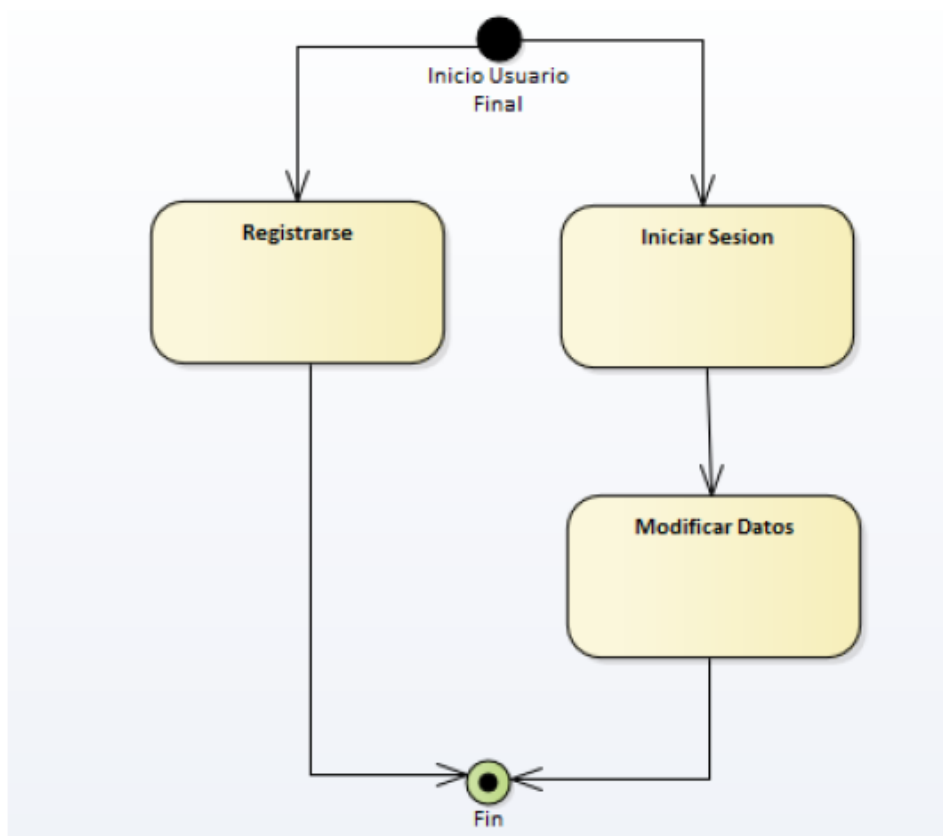 Inicio Usuario
Final
Registrarse
Iniciar Sesion
Modificar Datos
Fin